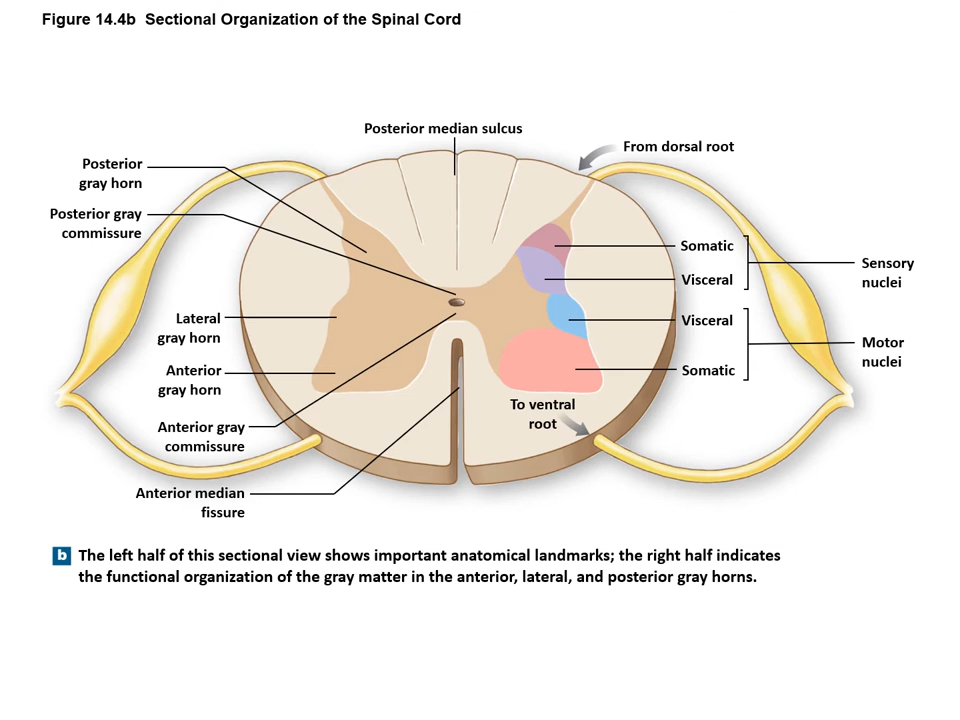 Figure 14.4b Sectional Organization of the Spinal Cord
Posterior median sulcus
From dorsal root
Posterior
gray horn
Posterior gray
commissure
Lateral
gray horn
Anterior
gray horn
Anterior gray
commissure
Anterior median
fissure
Somatic
Visceral
Sensory
nuclei
Visceral
Somatic
Motor
nuclei
To ventral
root
b The left half of this sectional view shows important anatomical landmarks; the right half indicates
the functional organization of the gray matter in the anterior, lateral, and posterior gray horns.